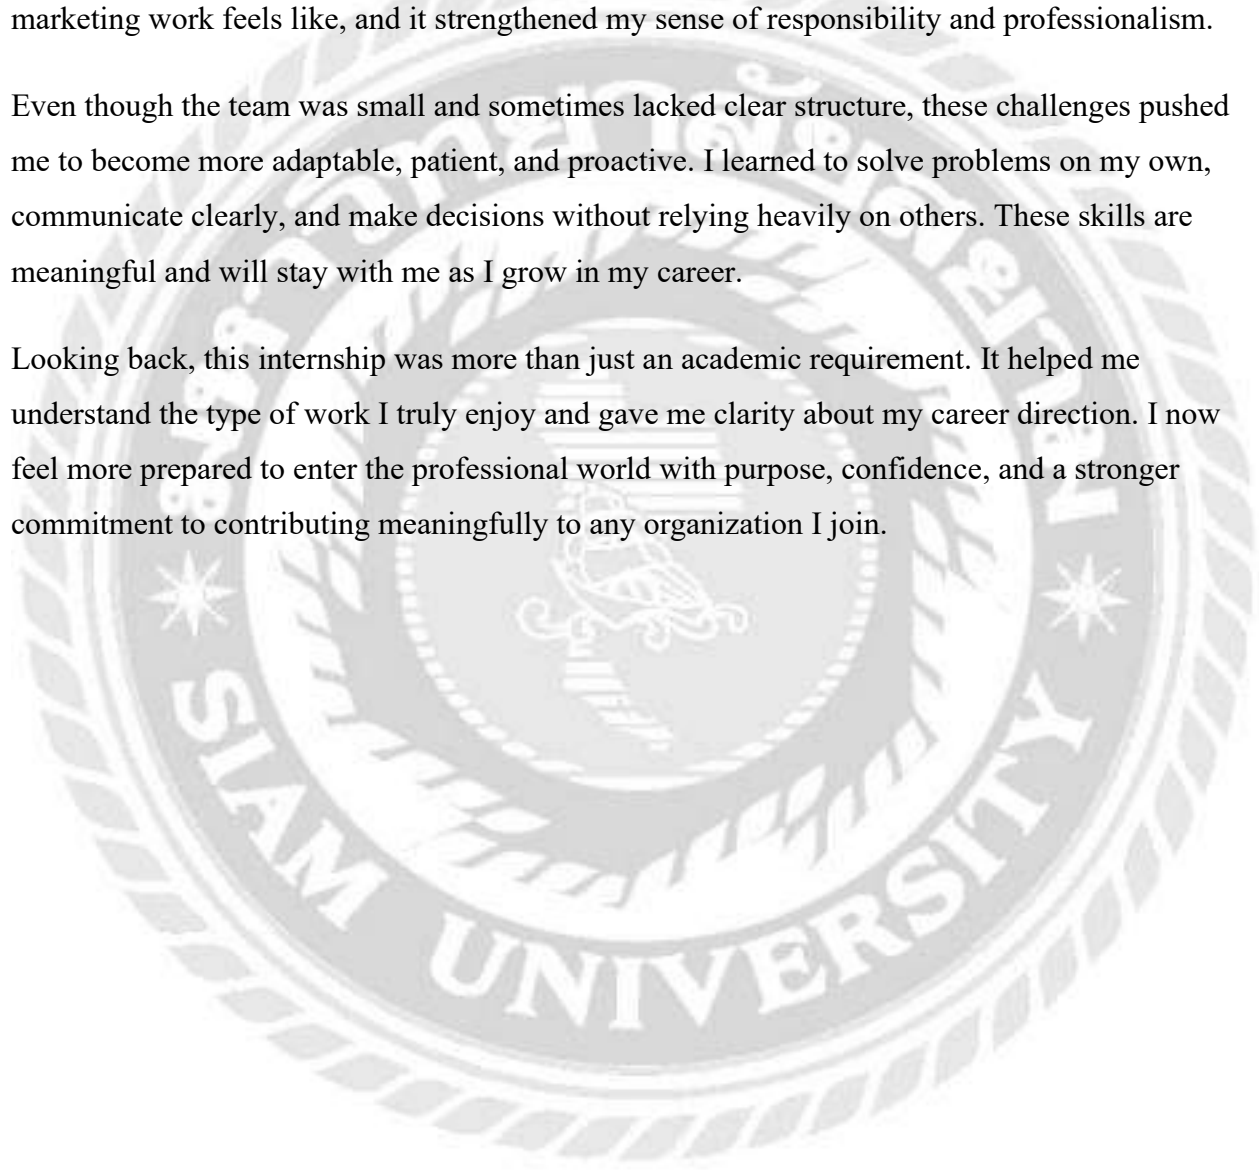 marketing work feels like, and it strengthened my sense of responsibility and professionalism.
Even though the team was small and sometimes lacked clear structure, these challenges pushed
me to become more adaptable, patient, and proactive. I learned to solve problems on my own,
communicate clearly, and make decisions without relying heavily on others. These skills are
meaningful and will stay with me as I grow in my career.
Looking back, this internship was more than just an academic requirement. It helped me
understand the type of work I truly enjoy and gave me clarity about my career direction. I now
feel more prepared to enter the professional world with purpose, confidence, and a stronger
commitment to contributing meaningfully to any organization I join.
SIAM UNIVERSITY